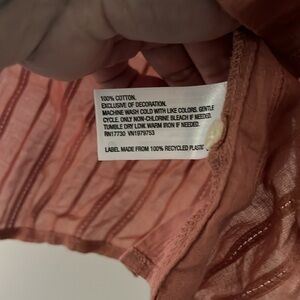 100% COTTON.
EXCLUSIVE OF DECORATION.
MACHINE WASH COLD WITH LIKE COLORS, GENTLE
CYCLE. ONLY NON-CHLORINE BLEACH IF NEEDED.
TUMBLE DRY LOW. WARM IRON IF NEEDED.
RN17730 VN1979753
LABEL MADE FROM 100% RECYCLED PLASTIC